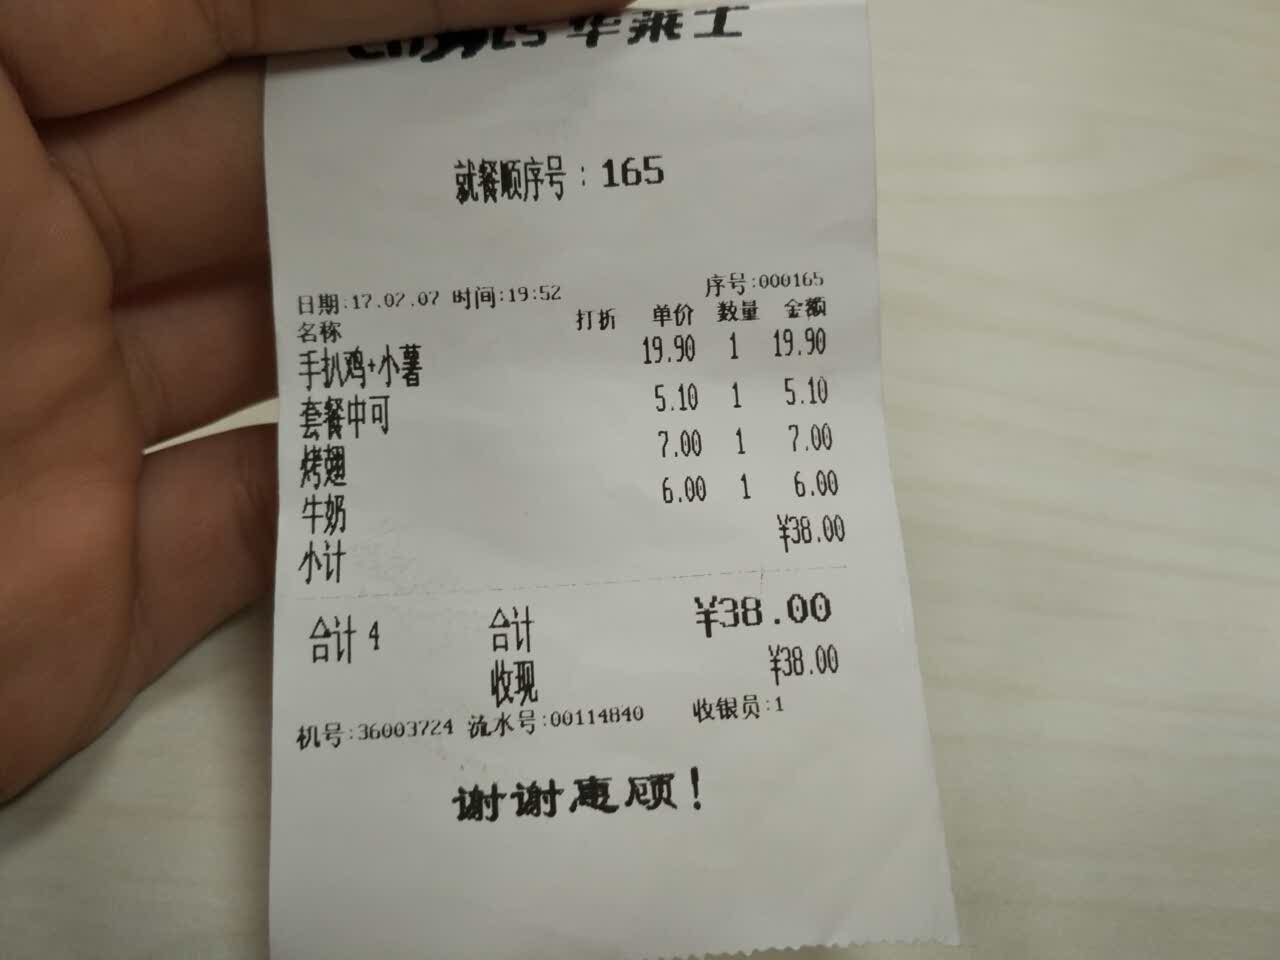 华莱士
就餐顺序号：165
序号:000165
日期:17.02.07 时间:19:52
名称 打折 单价 数量 金额
手扒鸡+小薯 19.90 1 19.90
套餐中可 5.10 1 5.10
烤翅 7.00 1 7.00
牛奶 6.00 1 6.00
小计 ¥38.00
合计 4 合计 ¥38.00
收现 ¥38.00
机号:36003724 流水号:00114840 收银员:1
谢谢惠顾！